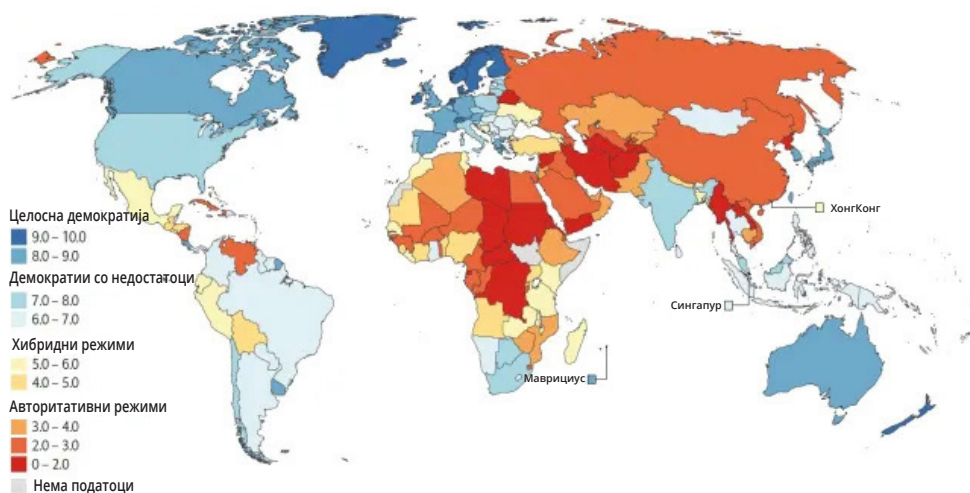 Целосна демократија
9.0 – 10.0
8.0 – 9.0
Демократии со недостатоци
7.0 – 8.0
6.0 – 7.0
Хибридни режими
5.0 – 6.0
4.0 – 5.0
Авторитативни режими
3.0 – 4.0
2.0 – 3.0
0 – 2.0
Нема податоци
ХонгКонг
Сингапур
Маврициус